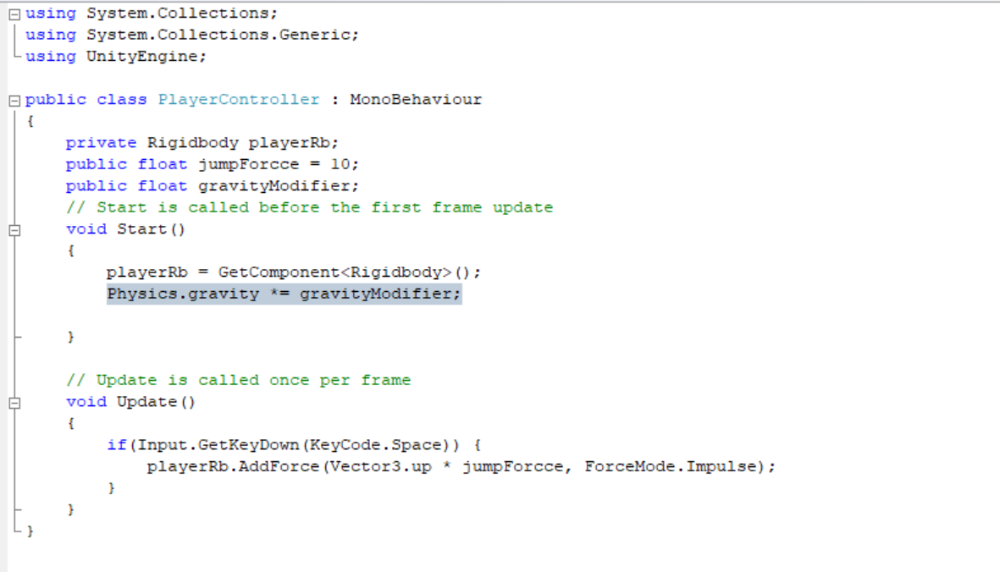 using System.Collections;
using System.Collections.Generic;
using UnityEngine;
public class PlayerController : MonoBehaviour
{
private Rigidbody playerRb;
public float jumpForcce = 10;
public float gravityModifier;
// Start is called before the first frame update
void Start()
{
playerRb = GetComponent<Rigidbody>();
Physics.gravity *= gravityModifier;
}
// Update is called once per frame
void Update()
{
if(Input.GetKeyDown(KeyCode.Space)) {
playerRb.AddForce(Vector3.up * jumpForcce, ForceMode.Impulse);
}
}
}